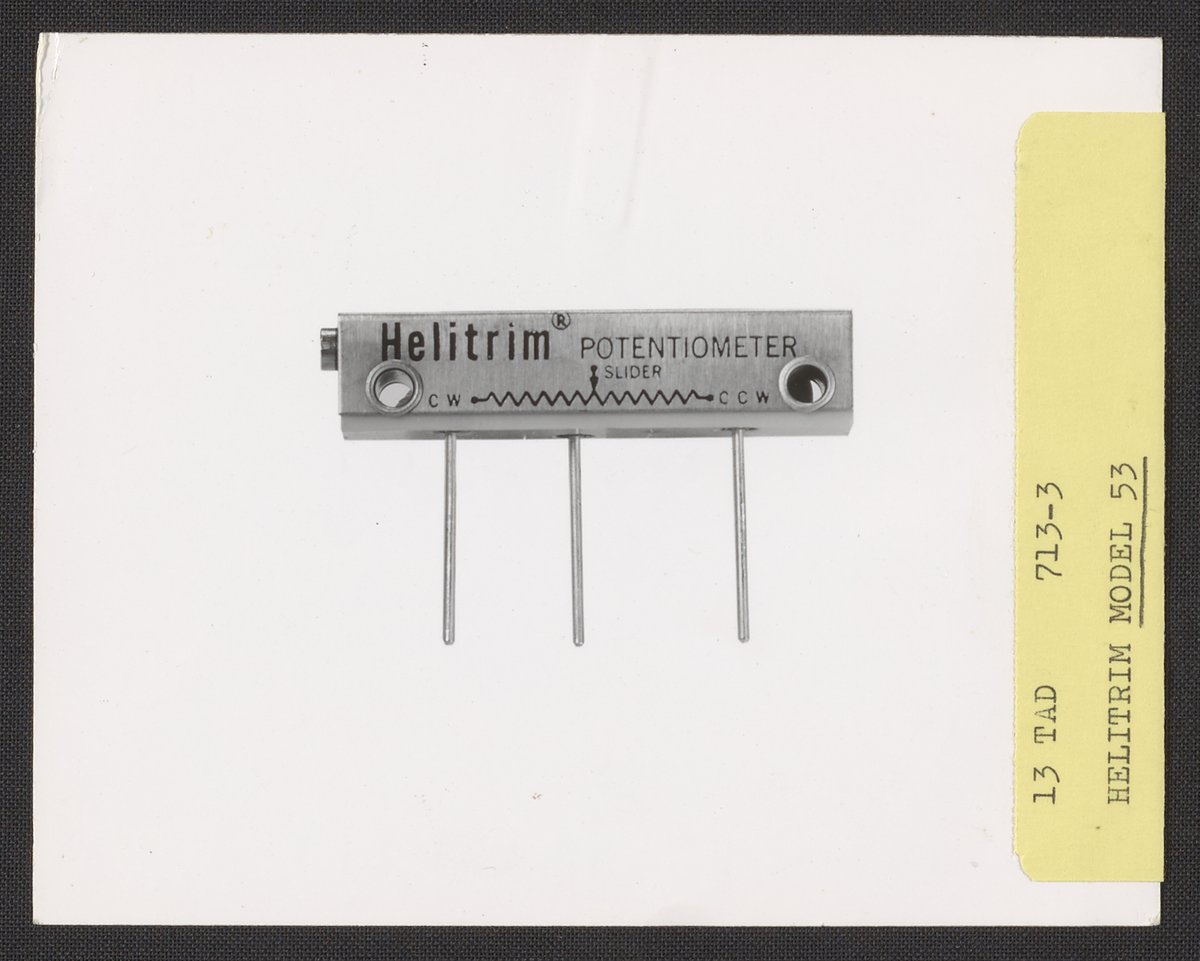 Helitrim® POTENTIOMETER
SLIDER
CW CCW
13 TAD 713-3
HELITRIM MODEL 53